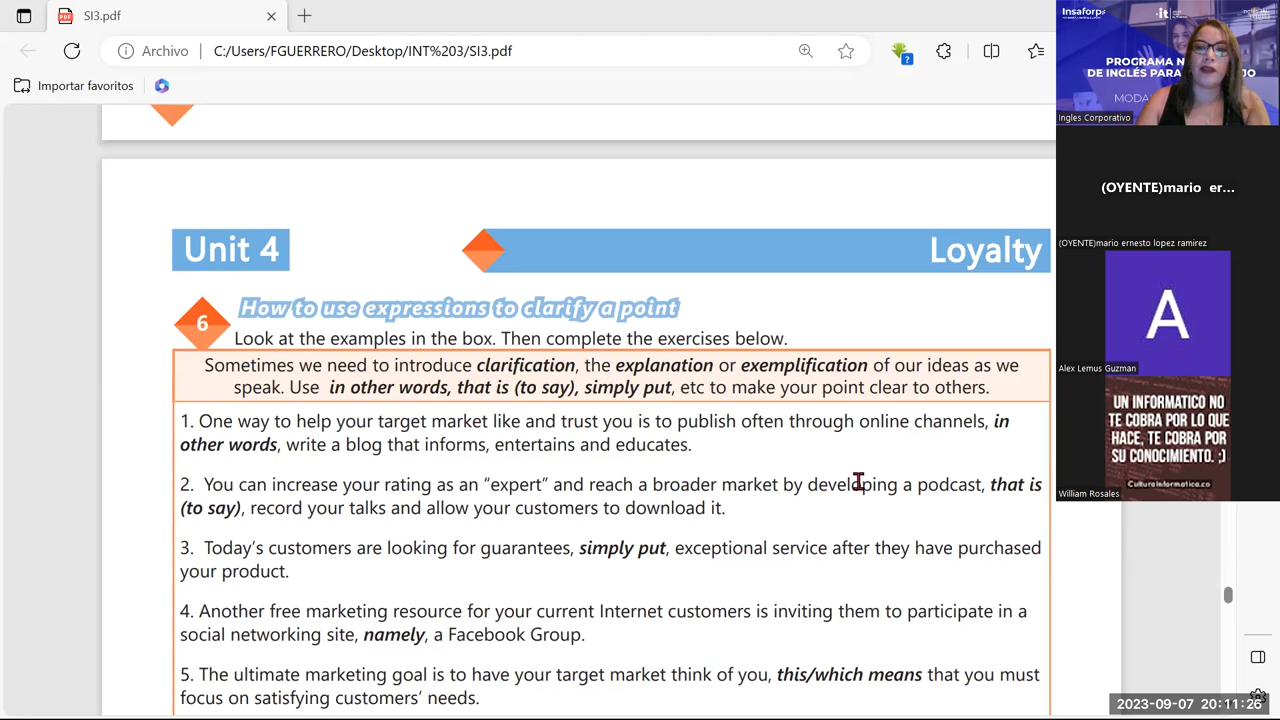 SI3.pdf
Archivo
C:/Users/FGUERRERO/Desktop/INT%203/SI3.pdf
Importar favoritos
Unit 4
Loyalty
6
How to use expressions to clarify a point
Look at the examples in the box. Then complete the exercises below.
Sometimes we need to introduce clarification, the explanation or exemplification of our ideas as we
speak. Use in other words, that is (to say), simply put, etc to make your point clear to others.
1. One way to help your target market like and trust you is to publish often through online channels, in
other words, write a blog that informs, entertains and educates.
2. You can increase your rating as an “expert” and reach a broader market by developing a podcast, that is
(to say), record your talks and allow your customers to download it.
3. Today’s customers are looking for guarantees, simply put, exceptional service after they have purchased
your product.
4. Another free marketing resource for your current Internet customers is inviting them to participate in a
social networking site, namely, a Facebook Group.
5. The ultimate marketing goal is to have your target market think of you, this/which means that you must
focus on satisfying customers’ needs.
Insaforp
it
PROGRAMA N
DE INGLÉS PARA JO
MODA
Ingles Corporativo
(OYENTE)mario er...
(OYENTE)mario ernesto lopez ramirez
A
Alex Lemus Guzman
UN INFORMATICO NO
TE COBRA POR LO QUE
HACE, TE COBRA POR
SU CONOCIMIENTO. ;)
CulturaInformatica.co
William Rosales
2023-09-07 20:11:26